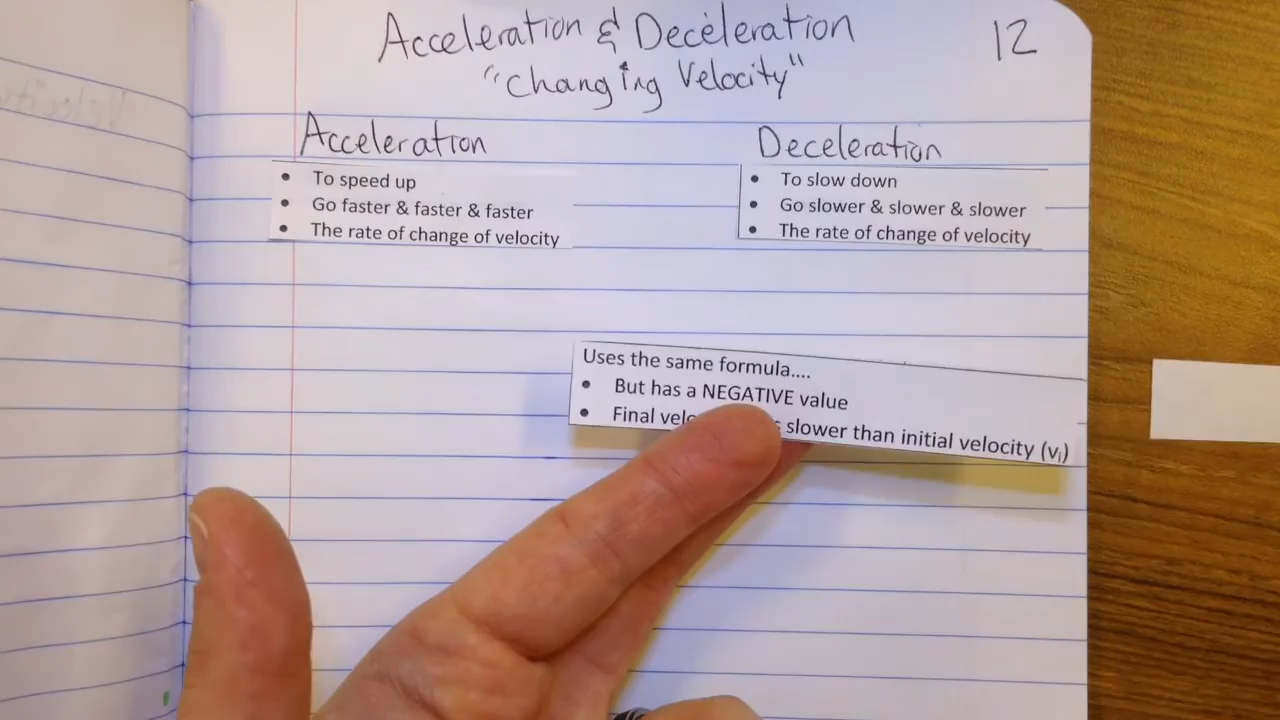 Acceleration & Deceleration
12
"Changing Velocity"
Acceleration
• To speed up
• Go faster & faster & faster
• The rate of change of velocity
Deceleration
• To slow down
• Go slower & slower & slower
• The rate of change of velocity
Uses the same formula....
• But has a NEGATIVE value
• Final slower than initial velocity (vᵢ)